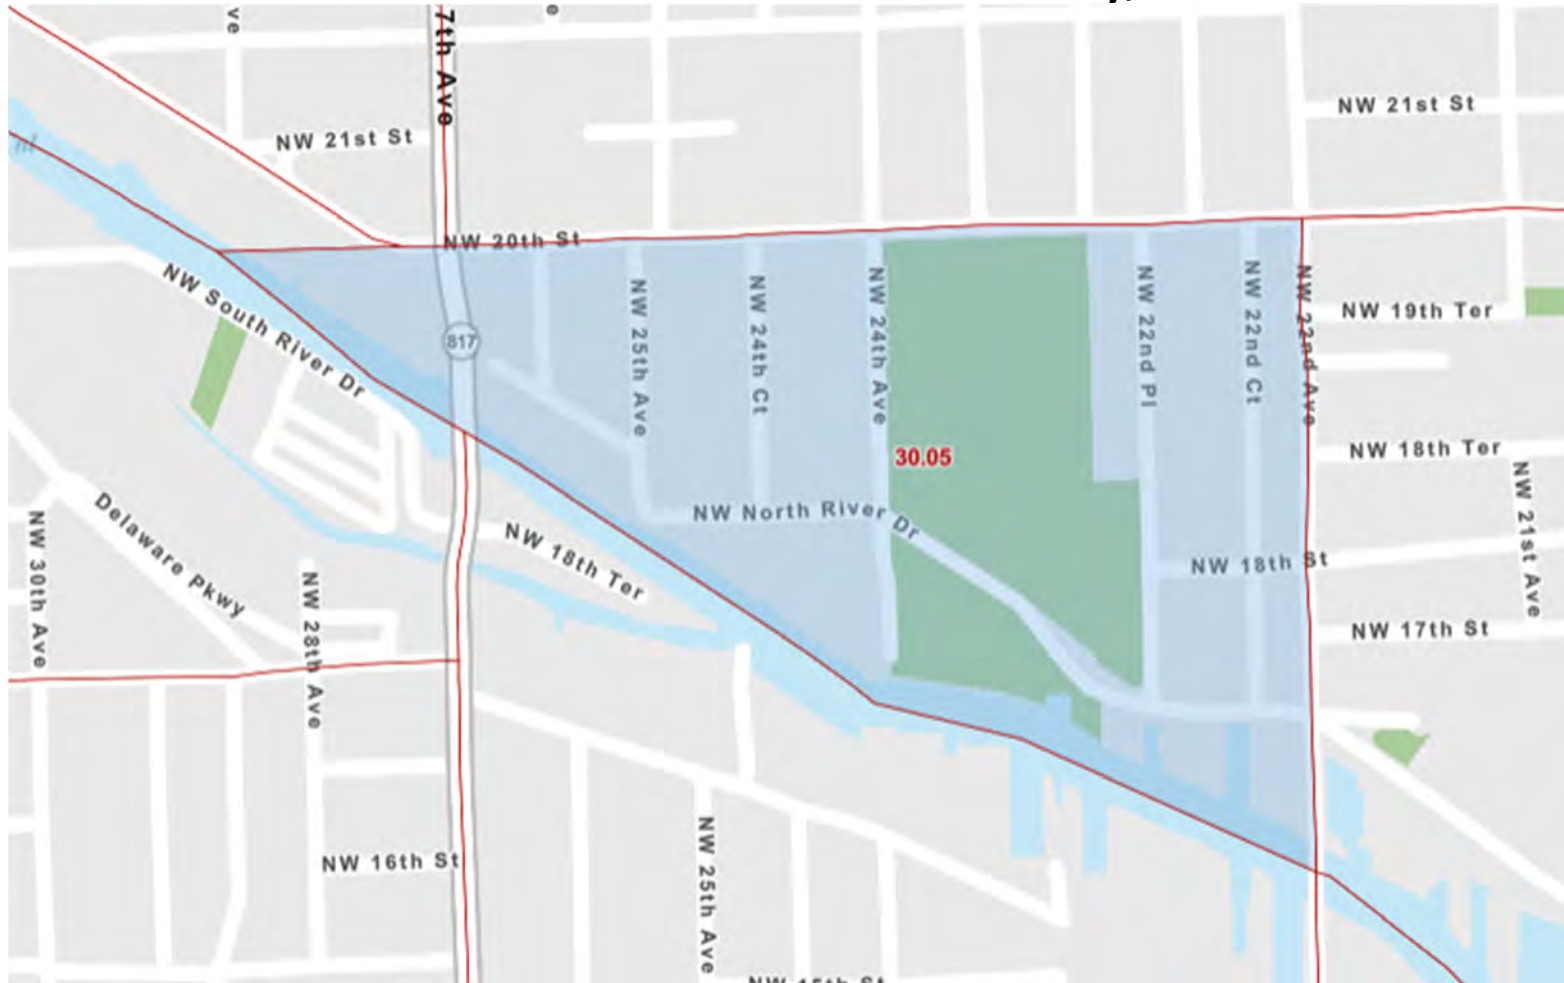 7th Ave
NW 21st St
NW 21st St
NW 20th St
NW South River Dr
817
NW 25th Ave
NW 24th Ct
NW 24th Ave
NW 22nd Pl
NW 22nd Ct
NW 22nd Ave
NW 19th Ter
NW 18th Ter
30.05
NW North River Dr
NW 18th Ter
NW 18th St
NW 21st Ave
NW 17th St
Delaware Pkwy
NW 30th Ave
NW 28th Ave
NW 16th St
NW 25th Ave
NW 15th St